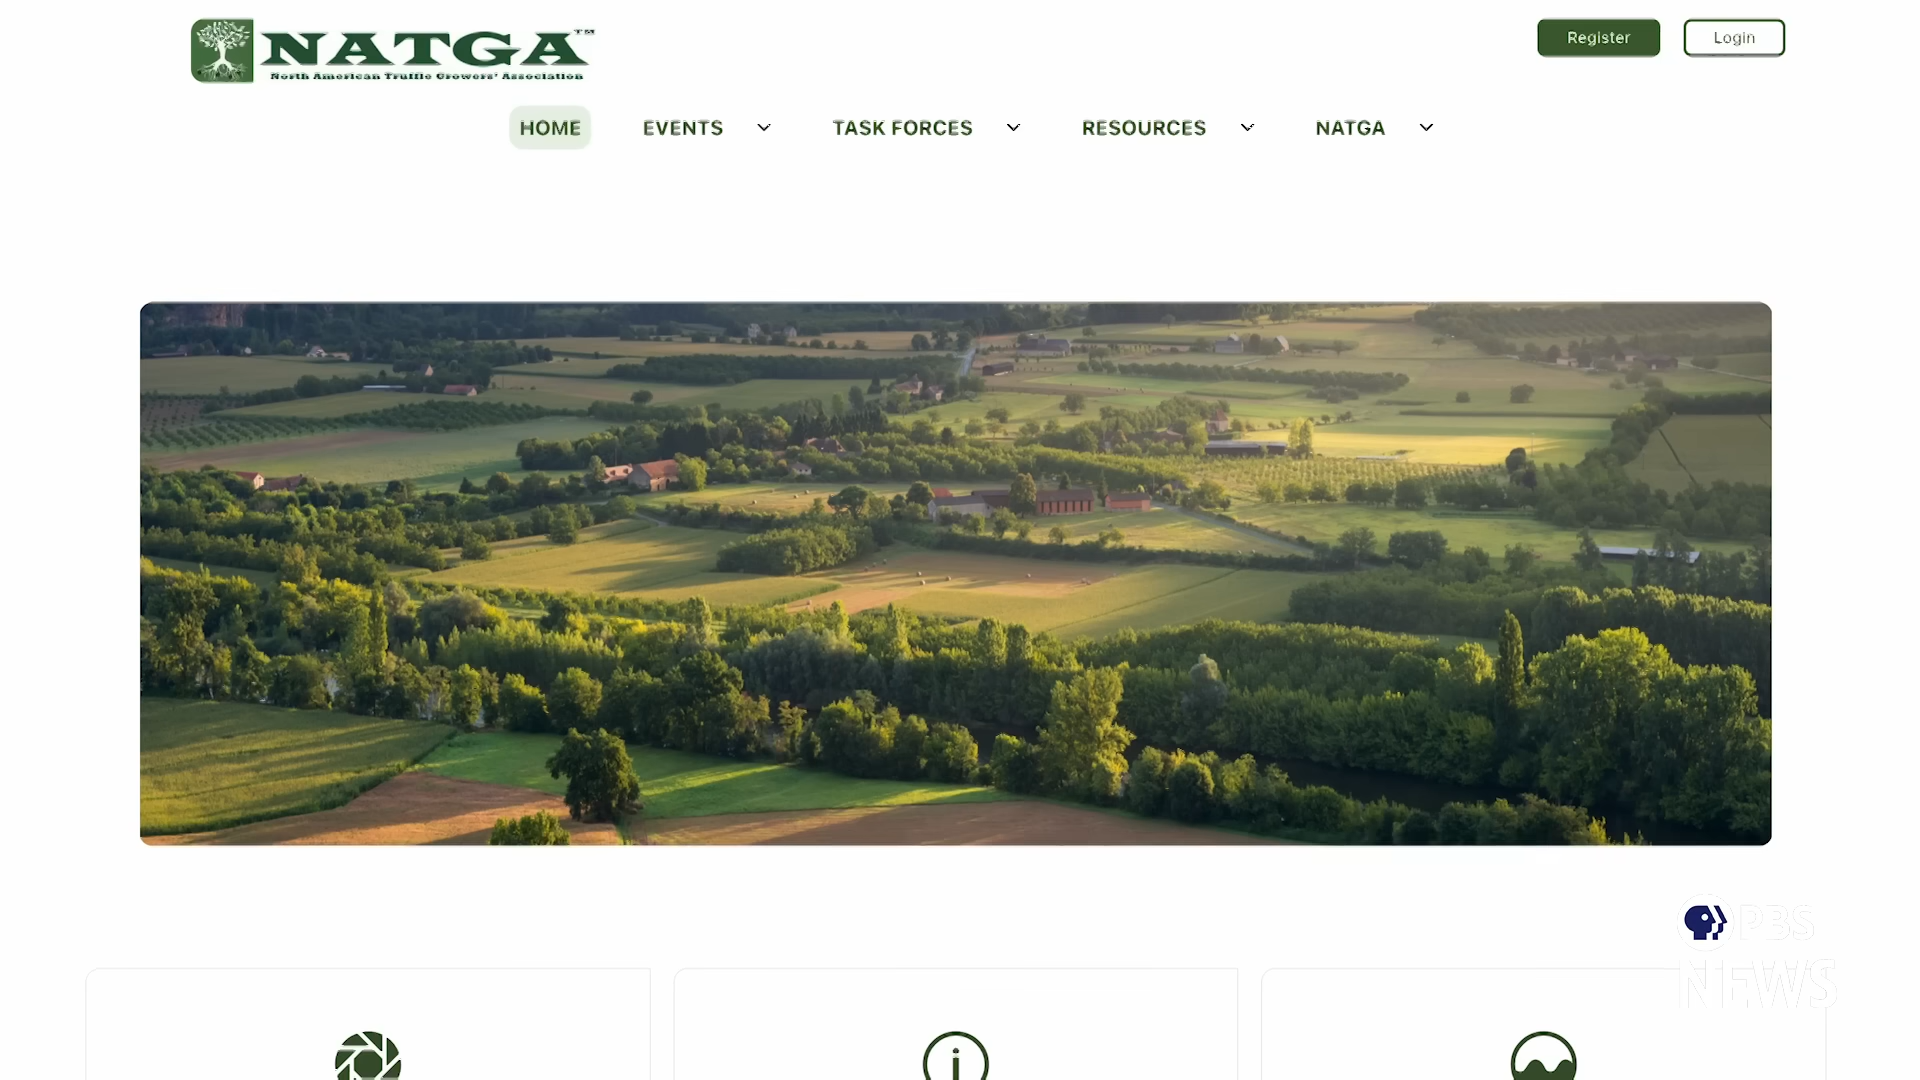 NATGA™
North American Truffle Growers' Association
Register
Login
HOME
EVENTS
TASK FORCES
RESOURCES
NATGA
PBS
NEWS